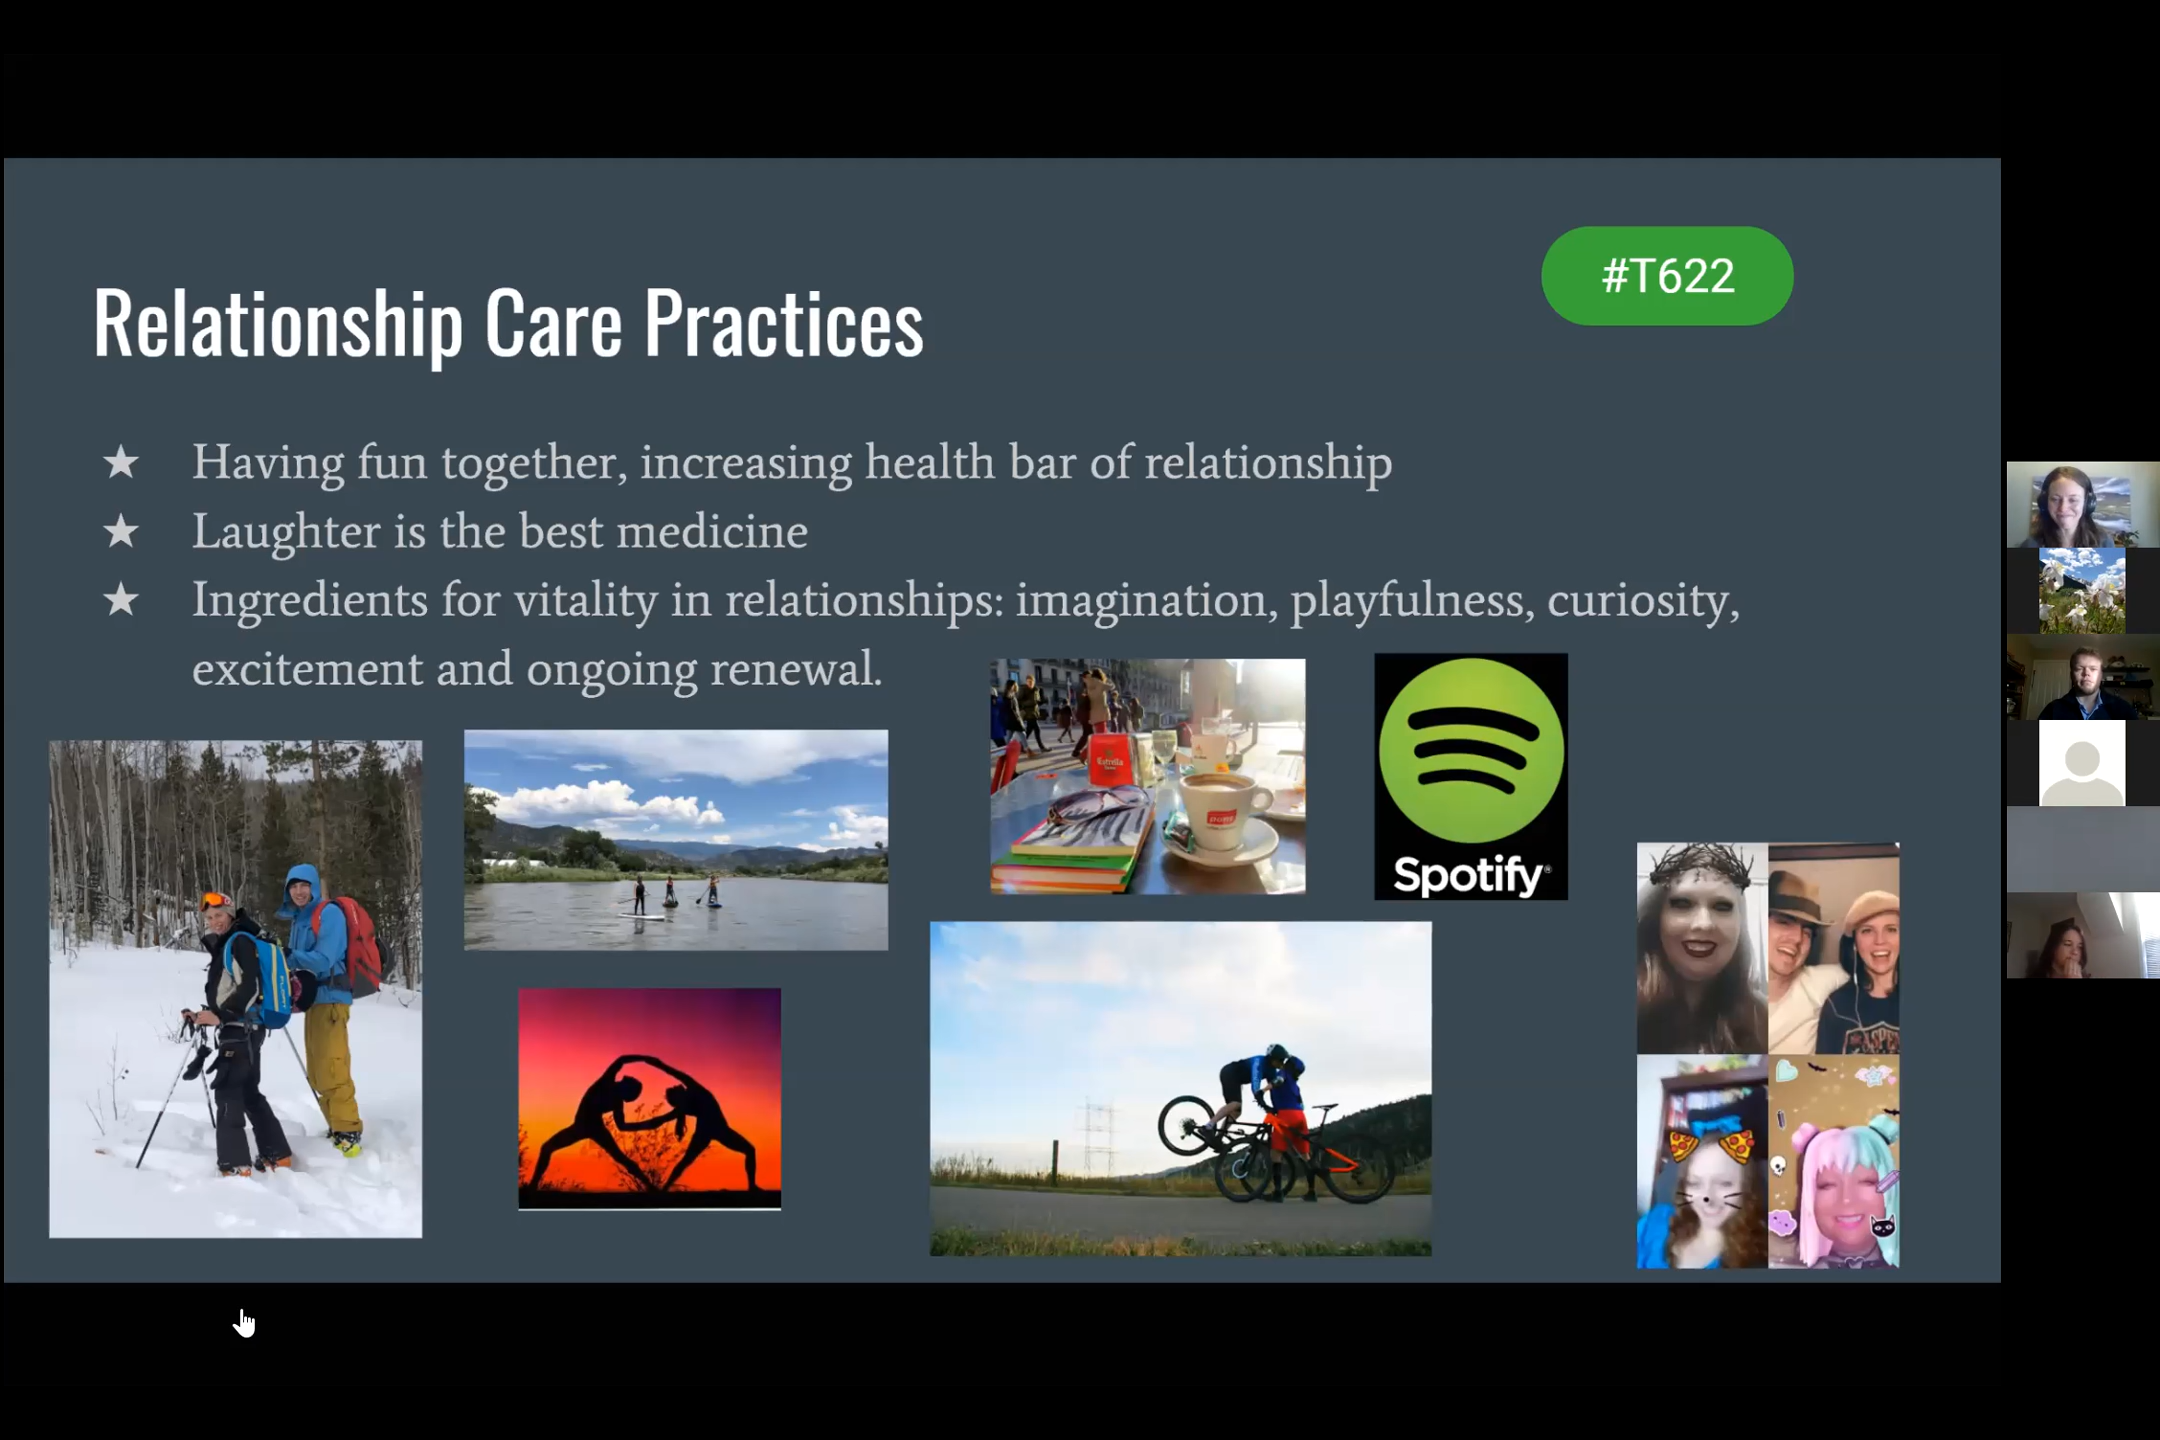 #T622
Relationship Care Practices
★ Having fun together, increasing health bar of relationship
★ Laughter is the best medicine
★ Ingredients for vitality in relationships: imagination, playfulness, curiosity,
excitement and ongoing renewal.
Estrella
Spotify®